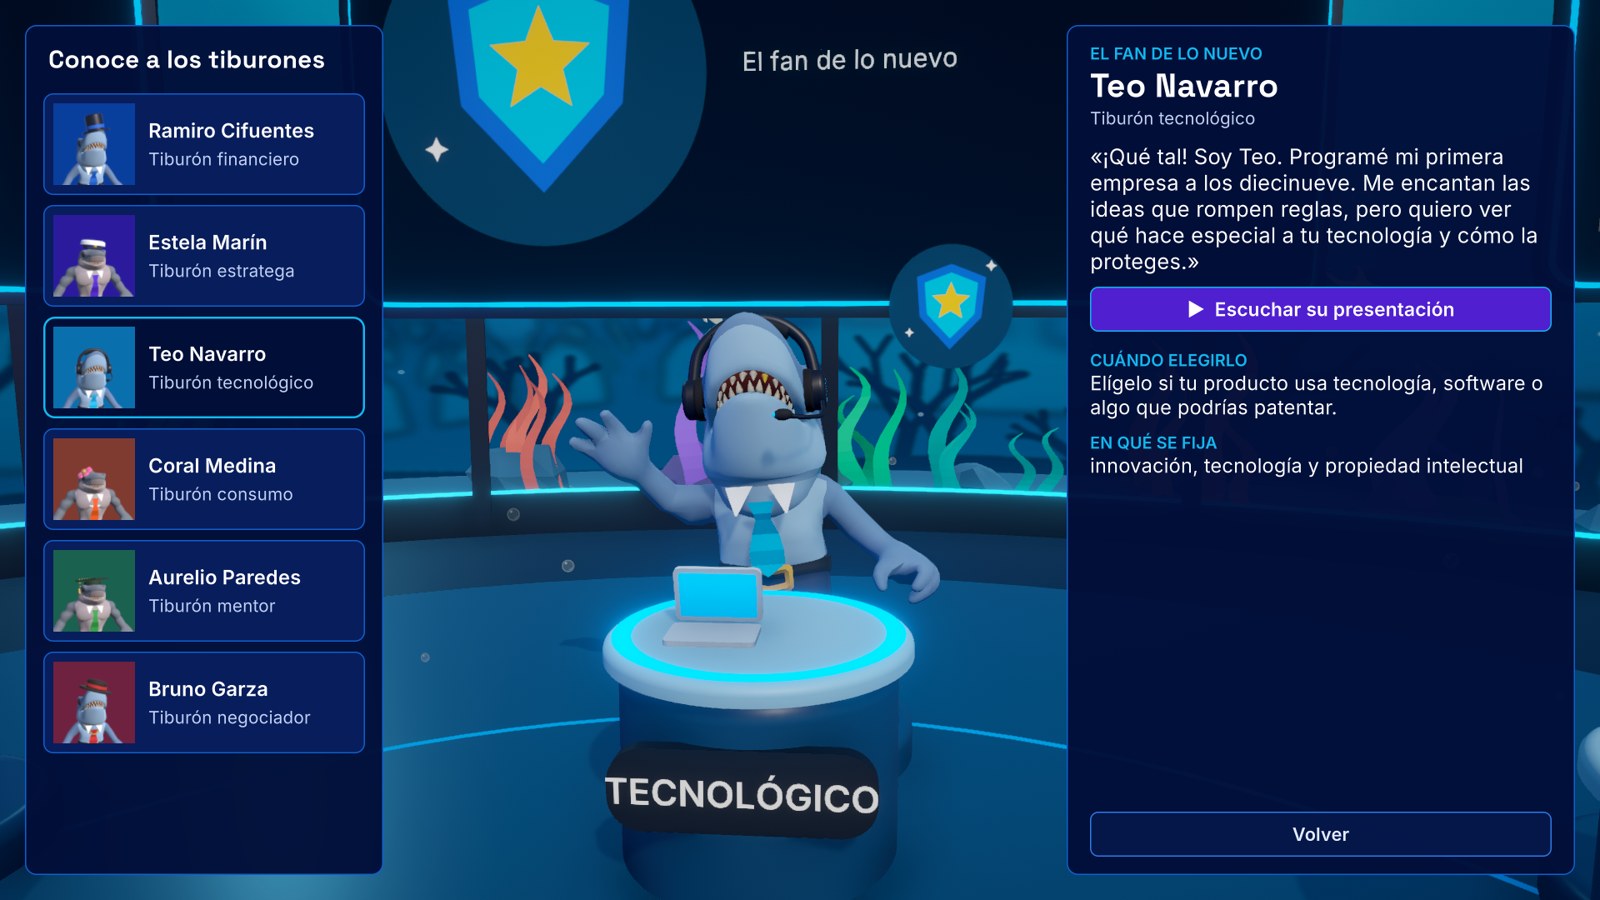 Conoce a los tiburones
Ramiro Cifuentes
Tiburón financiero
Estela Marín
Tiburón estratega
Teo Navarro
Tiburón tecnológico
Coral Medina
Tiburón consumo
Aurelio Paredes
Tiburón mentor
Bruno Garza
Tiburón negociador
El fan de lo nuevo
TECNOLÓGICO
EL FAN DE LO NUEVO
Teo Navarro
Tiburón tecnológico
«¡Qué tal! Soy Teo. Programé mi primera
empresa a los diecinueve. Me encantan las
ideas que rompen reglas, pero quiero ver
qué hace especial a tu tecnología y cómo la
proteges.»
Escuchar su presentación
CUÁNDO ELEGIRLO
Elígelo si tu producto usa tecnología, software o
algo que podrías patentar.
EN QUÉ SE FIJA
innovación, tecnología y propiedad intelectual
Volver